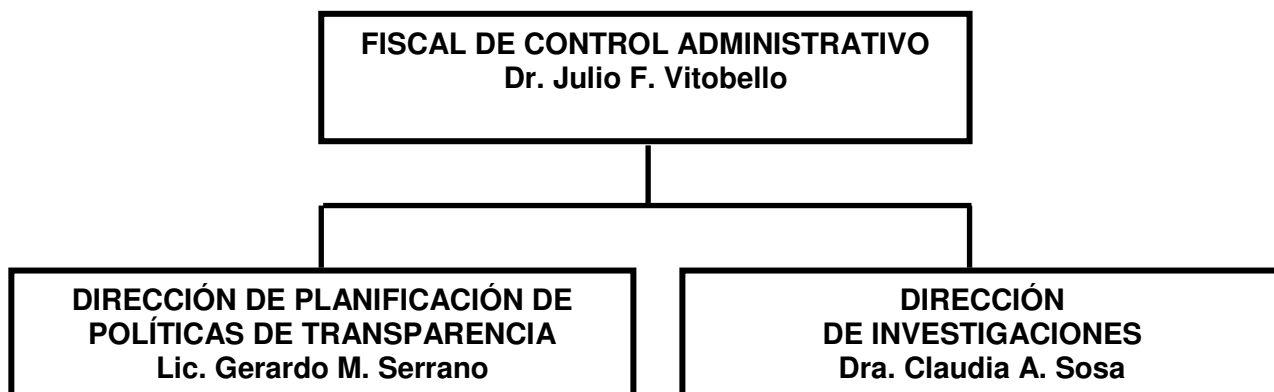 FISCAL DE CONTROL ADMINISTRATIVO
Dr. Julio F. Vitobello
DIRECCIÓN DE PLANIFICACIÓN DE
POLÍTICAS DE TRANSPARENCIA
Lic. Gerardo M. Serrano
DIRECCIÓN
DE INVESTIGACIONES
Dra. Claudia A. Sosa